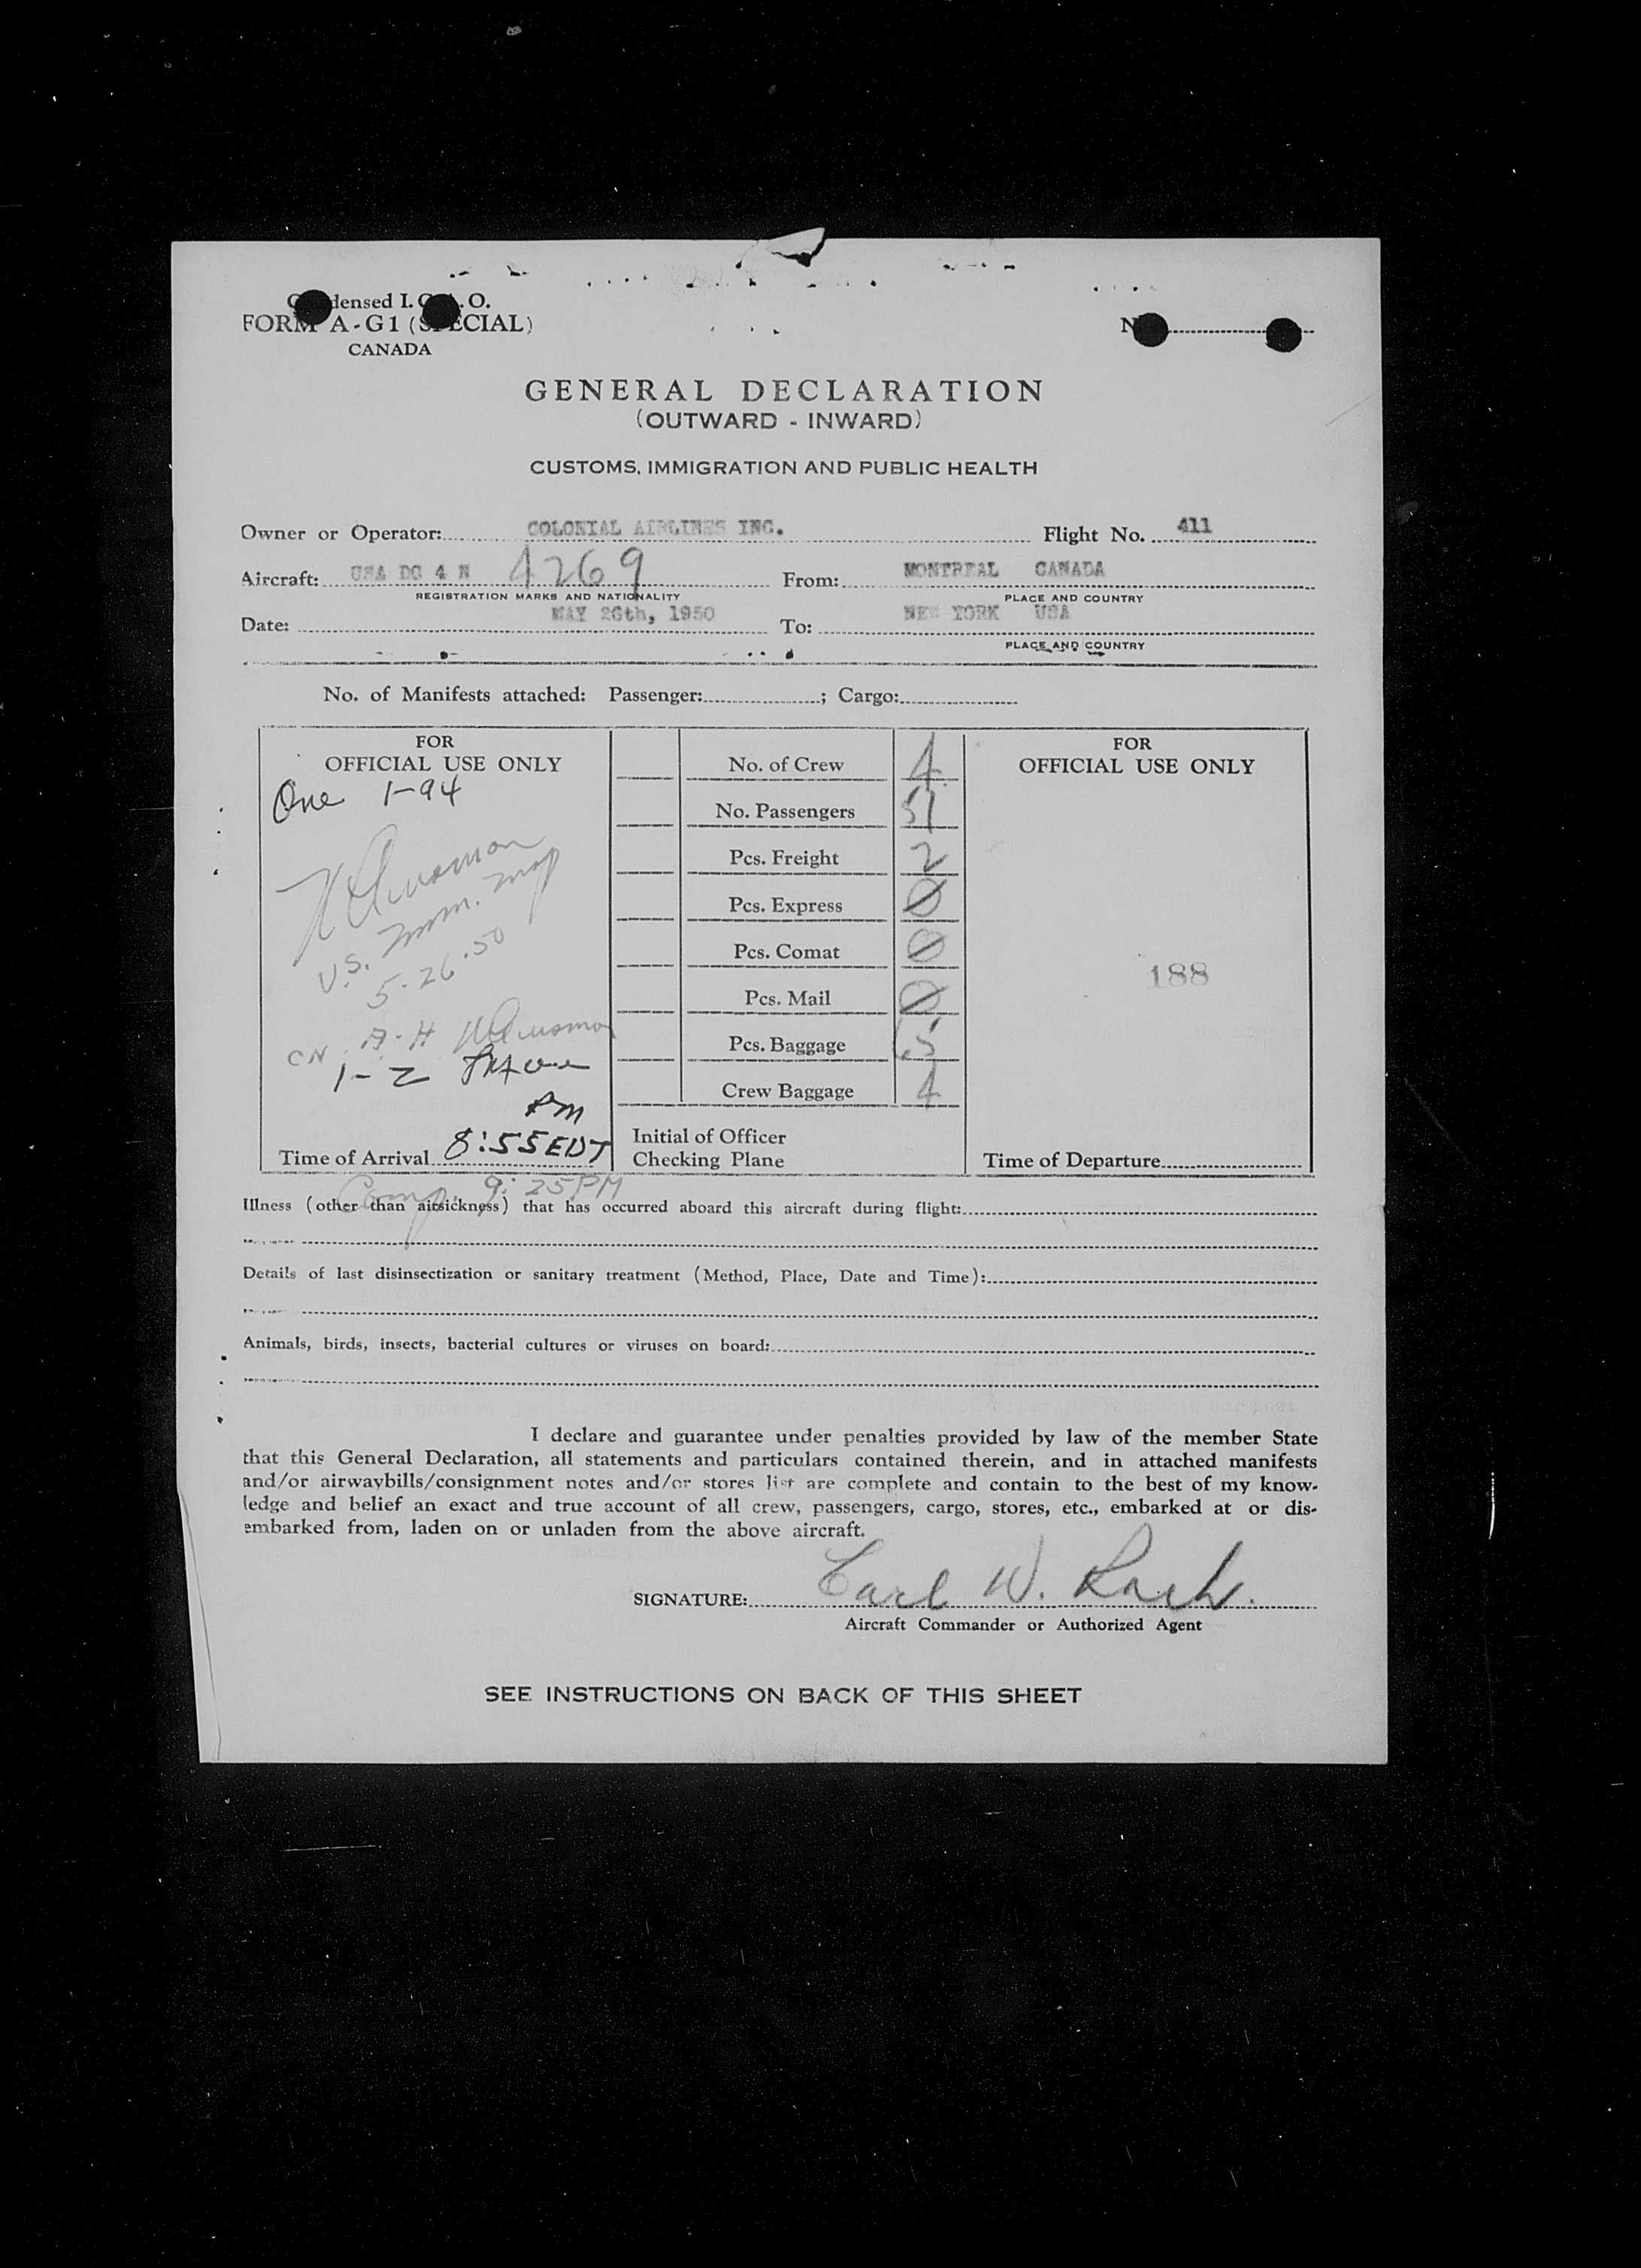 Condensed I. C. A. O.
FORM A-G1 (SPECIAL)
CANADA
GENERAL DECLARATION
(OUTWARD - INWARD)
CUSTOMS, IMMIGRATION AND PUBLIC HEALTH
Owner or Operator: COLONIAL AIRLINES INC. Flight No. 411
Aircraft: USA DC 4 N 4269 From: MONTREAL CANADA
REGISTRATION MARKS AND NATIONALITY PLACE AND COUNTRY
Date: MAY 26th, 1950 To: NEW YORK USA
PLACE AND COUNTRY
No. of Manifests attached: Passenger: ; Cargo:
FOR
OFFICIAL USE ONLY
One 1-94
U.S. Imm. Insp
5-26-50
CN A-H
1-2
PM
8:55 EDT
Time of Arrival
No. of Crew 4
No. Passengers 51
Pcs. Freight 2
Pcs. Express 0
Pcs. Comat 0
Pcs. Mail 0
Pcs. Baggage
Crew Baggage 4
Initial of Officer
Checking Plane
FOR
OFFICIAL USE ONLY
188
Time of Departure
Comp. 9:25 PM
Illness (other than airsickness) that has occurred aboard this aircraft during flight:
Details of last disinsectization or sanitary treatment (Method, Place, Date and Time):
Animals, birds, insects, bacterial cultures or viruses on board:
I declare and guarantee under penalties provided by law of the member State
that this General Declaration, all statements and particulars contained therein, and in attached manifests
and/or airwaybills/consignment notes and/or stores list are complete and contain to the best of my know-
ledge and belief an exact and true account of all crew, passengers, cargo, stores, etc., embarked at or dis-
embarked from, laden on or unladen from the above aircraft.
SIGNATURE: Carl W.
Aircraft Commander or Authorized Agent
SEE INSTRUCTIONS ON BACK OF THIS SHEET